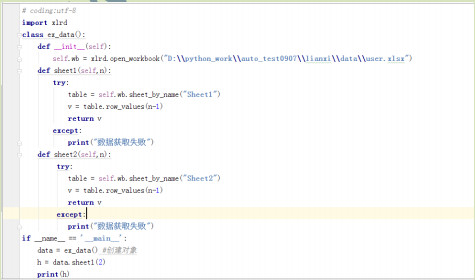 # coding:utf-8
import xlrd
class ex_data():
    def __init__(self):
        self.wb = xlrd.open_workbook("D:\\python_work\\auto_test0907\\lianxi\\data\\user.xlsx")
    def sheet1(self,n):
        try:
            table = self.wb.sheet_by_name("Sheet1")
            v = table.row_values(n-1)
            return v
        except:
            print("数据获取失败")
    def sheet2(self,n):
        try:
            table = self.wb.sheet_by_name("Sheet2")
            v = table.row_values(n-1)
            return v
        except:
            print("数据获取失败")
if __name__ == '__main__':
    data = ex_data() #创建对象
    h = data.sheet1(2)
    print(h)